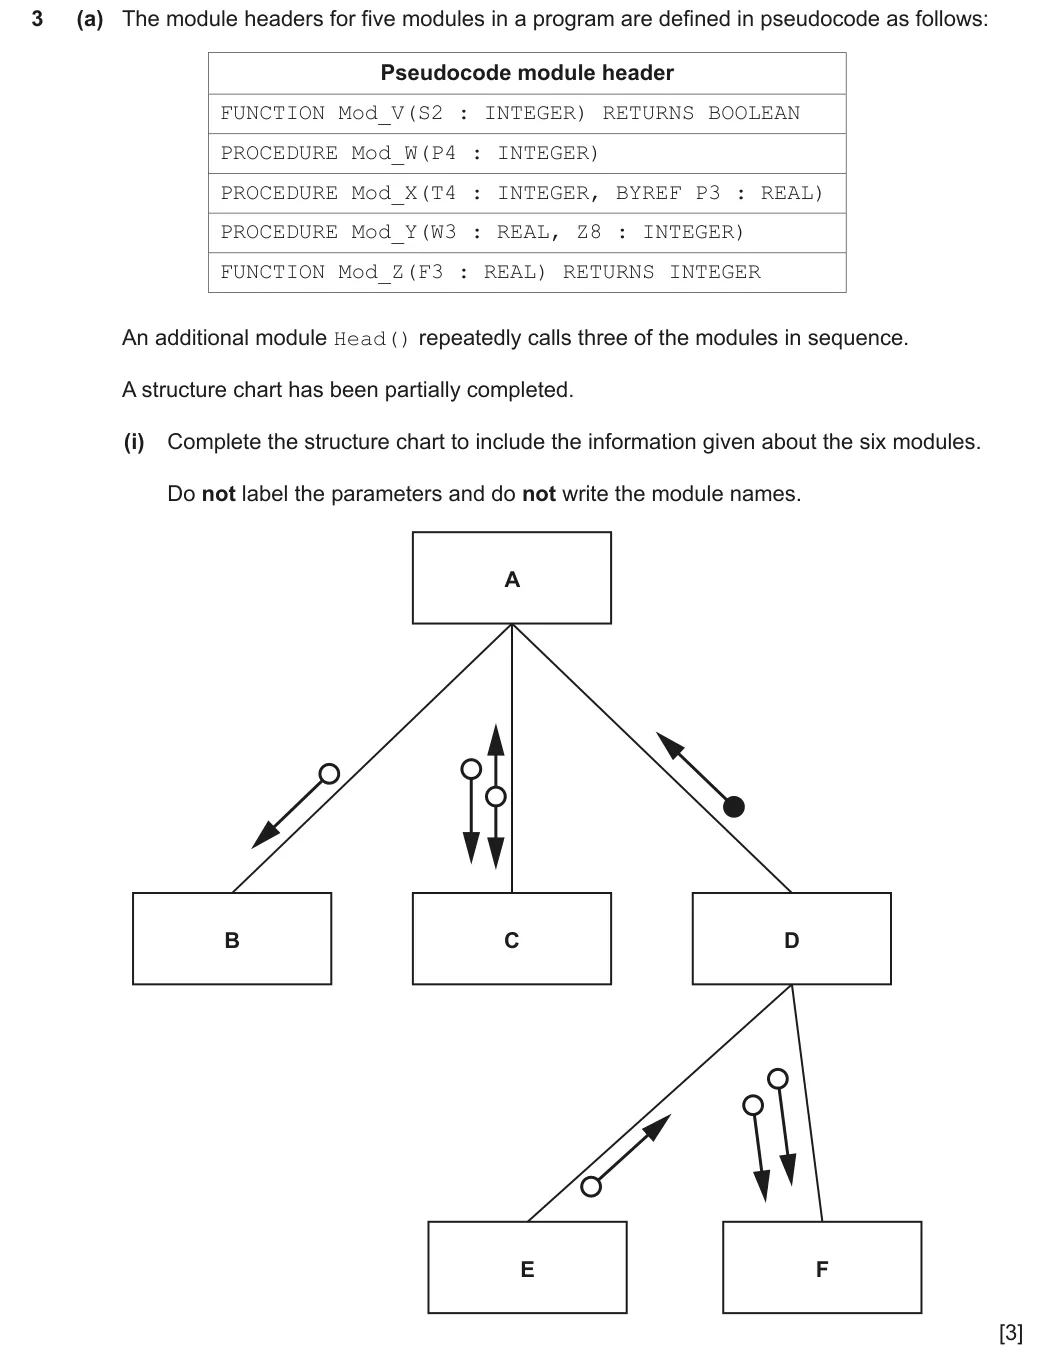 3 (a) The module headers for five modules in a program are defined in pseudocode as follows:
Pseudocode module header
FUNCTION Mod_V(S2 : INTEGER) RETURNS BOOLEAN
PROCEDURE Mod_W(P4 : INTEGER)
PROCEDURE Mod_X(T4 : INTEGER, BYREF P3 : REAL)
PROCEDURE Mod_Y(W3 : REAL, Z8 : INTEGER)
FUNCTION Mod_Z(F3 : REAL) RETURNS INTEGER
An additional module Head() repeatedly calls three of the modules in sequence.
A structure chart has been partially completed.
(i) Complete the structure chart to include the information given about the six modules.
Do not label the parameters and do not write the module names.
A
B C D
E F
[3]